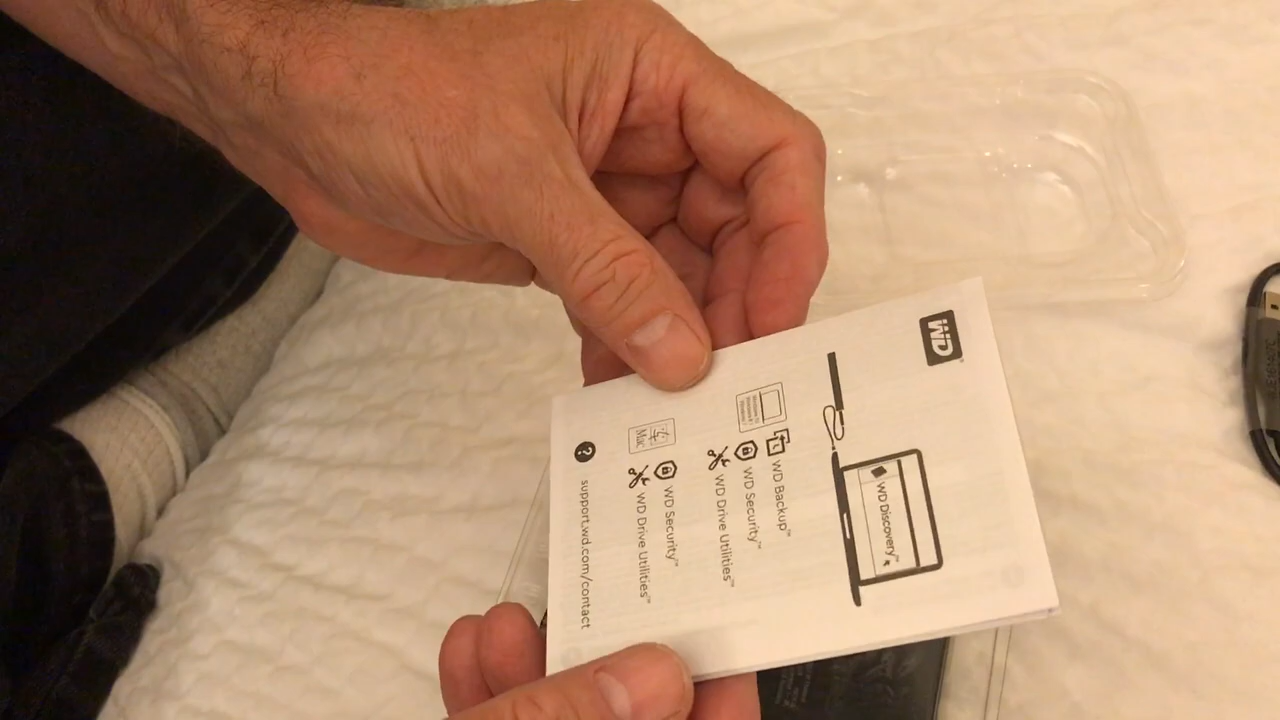 WD
WD Discovery™
WD Backup™
WD Security™
WD Drive Utilities™
Mac
WD Security™
WD Drive Utilities™
support.wd.com/contact